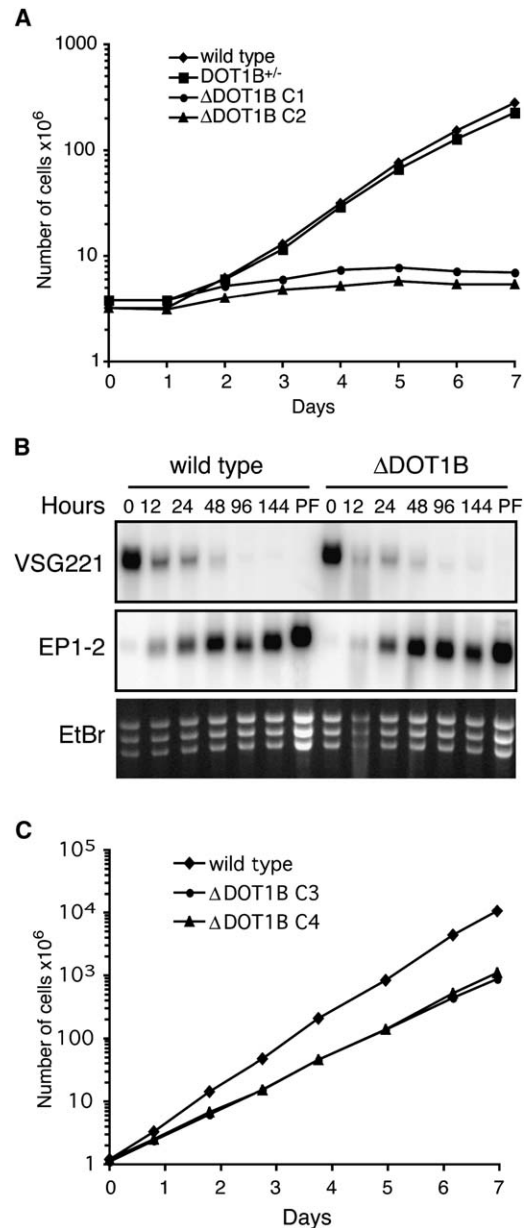 A
1000
100
10
1
0 1 2 3 4 5 6 7
Number of cells x10⁶
Days
wild type
DOT1B⁺/⁻
ΔDOT1B C1
ΔDOT1B C2
B
wild type ΔDOT1B
Hours 0 12 24 48 96 144 PF 0 12 24 48 96 144 PF
VSG221
EP1-2
EtBr
C
10⁵
10⁴
10³
100
10
1
0 1 2 3 4 5 6 7
Number of cells x10⁶
Days
wild type
ΔDOT1B C3
ΔDOT1B C4